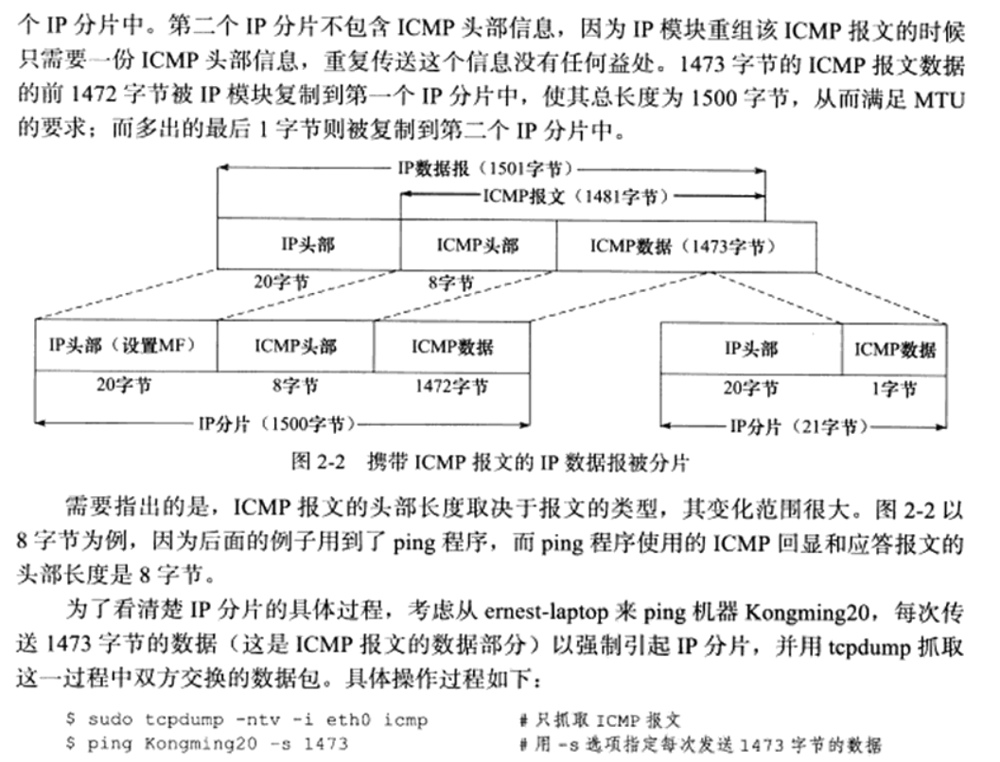 个 IP 分片中。第二个 IP 分片不包含 ICMP 头部信息，因为 IP 模块重组该 ICMP 报文的时候
只需要一份 ICMP 头部信息，重复传送这个信息没有任何益处。1473 字节的 ICMP 报文数据
的前 1472 字节被 IP 模块复制到第一个 IP 分片中，使其总长度为 1500 字节，从而满足 MTU
的要求；而多出的最后 1 字节则被复制到第二个 IP 分片中。
IP数据报（1501字节）
ICMP报文（1481字节）
IP头部 ICMP头部 ICMP数据（1473字节）
20字节 8字节
IP头部（设置MF） ICMP头部 ICMP数据 IP头部 ICMP数据
20字节 8字节 1472字节 20字节 1字节
IP分片（1500字节） IP分片（21字节）
图 2-2 携带 ICMP 报文的 IP 数据报被分片
需要指出的是，ICMP 报文的头部长度取决于报文的类型，其变化范围很大。图 2-2 以
8 字节为例，因为后面的例子用到了 ping 程序，而 ping 程序使用的 ICMP 回显和应答报文的
头部长度是 8 字节。
为了看清楚 IP 分片的具体过程，考虑从 ernest-laptop 来 ping 机器 Kongming20，每次传
送 1473 字节的数据（这是 ICMP 报文的数据部分）以强制引起 IP 分片，并用 tcpdump 抓取
这一过程中双方交换的数据包。具体操作过程如下：
$ sudo tcpdump -ntv -i eth0 icmp # 只抓取 ICMP 报文
$ ping Kongming20 -s 1473 # 用 -s 选项指定每次发送 1473 字节的数据